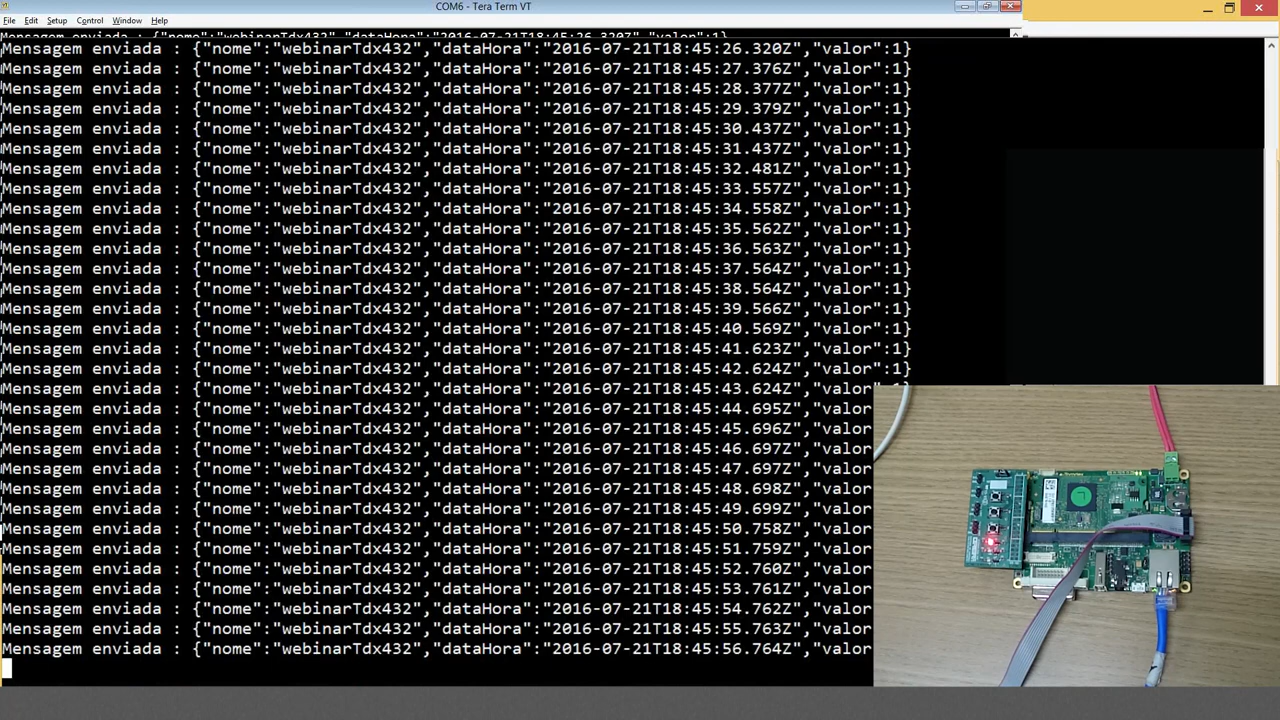 COM6 - Tera Term VT
File Edit Setup Control Window Help
Mensagem enviada : {"nome":"webinarTdx432","dataHora":"2016-07-21T18:45:26.320Z","valor":1}
Mensagem enviada : {"nome":"webinarTdx432","dataHora":"2016-07-21T18:45:26.320Z","valor":1}
Mensagem enviada : {"nome":"webinarTdx432","dataHora":"2016-07-21T18:45:27.376Z","valor":1}
Mensagem enviada : {"nome":"webinarTdx432","dataHora":"2016-07-21T18:45:28.377Z","valor":1}
Mensagem enviada : {"nome":"webinarTdx432","dataHora":"2016-07-21T18:45:29.379Z","valor":1}
Mensagem enviada : {"nome":"webinarTdx432","dataHora":"2016-07-21T18:45:30.437Z","valor":1}
Mensagem enviada : {"nome":"webinarTdx432","dataHora":"2016-07-21T18:45:31.437Z","valor":1}
Mensagem enviada : {"nome":"webinarTdx432","dataHora":"2016-07-21T18:45:32.481Z","valor":1}
Mensagem enviada : {"nome":"webinarTdx432","dataHora":"2016-07-21T18:45:33.557Z","valor":1}
Mensagem enviada : {"nome":"webinarTdx432","dataHora":"2016-07-21T18:45:34.558Z","valor":1}
Mensagem enviada : {"nome":"webinarTdx432","dataHora":"2016-07-21T18:45:35.562Z","valor":1}
Mensagem enviada : {"nome":"webinarTdx432","dataHora":"2016-07-21T18:45:36.563Z","valor":1}
Mensagem enviada : {"nome":"webinarTdx432","dataHora":"2016-07-21T18:45:37.564Z","valor":1}
Mensagem enviada : {"nome":"webinarTdx432","dataHora":"2016-07-21T18:45:38.564Z","valor":1}
Mensagem enviada : {"nome":"webinarTdx432","dataHora":"2016-07-21T18:45:39.566Z","valor":1}
Mensagem enviada : {"nome":"webinarTdx432","dataHora":"2016-07-21T18:45:40.569Z","valor":1}
Mensagem enviada : {"nome":"webinarTdx432","dataHora":"2016-07-21T18:45:41.623Z","valor":1}
Mensagem enviada : {"nome":"webinarTdx432","dataHora":"2016-07-21T18:45:42.624Z","valor":1}
Mensagem enviada : {"nome":"webinarTdx432","dataHora":"2016-07-21T18:45:43.624Z","valor":1}
Mensagem enviada : {"nome":"webinarTdx432","dataHora":"2016-07-21T18:45:44.695Z","valor
Mensagem enviada : {"nome":"webinarTdx432","dataHora":"2016-07-21T18:45:45.696Z","valor
Mensagem enviada : {"nome":"webinarTdx432","dataHora":"2016-07-21T18:45:46.697Z","valor
Mensagem enviada : {"nome":"webinarTdx432","dataHora":"2016-07-21T18:45:47.697Z","valor
Mensagem enviada : {"nome":"webinarTdx432","dataHora":"2016-07-21T18:45:48.698Z","valor
Mensagem enviada : {"nome":"webinarTdx432","dataHora":"2016-07-21T18:45:49.699Z","valor
Mensagem enviada : {"nome":"webinarTdx432","dataHora":"2016-07-21T18:45:50.758Z","valor
Mensagem enviada : {"nome":"webinarTdx432","dataHora":"2016-07-21T18:45:51.759Z","valor
Mensagem enviada : {"nome":"webinarTdx432","dataHora":"2016-07-21T18:45:52.760Z","valor
Mensagem enviada : {"nome":"webinarTdx432","dataHora":"2016-07-21T18:45:53.761Z","valor
Mensagem enviada : {"nome":"webinarTdx432","dataHora":"2016-07-21T18:45:54.762Z","valor
Mensagem enviada : {"nome":"webinarTdx432","dataHora":"2016-07-21T18:45:55.763Z","valor
Mensagem enviada : {"nome":"webinarTdx432","dataHora":"2016-07-21T18:45:56.764Z","valor